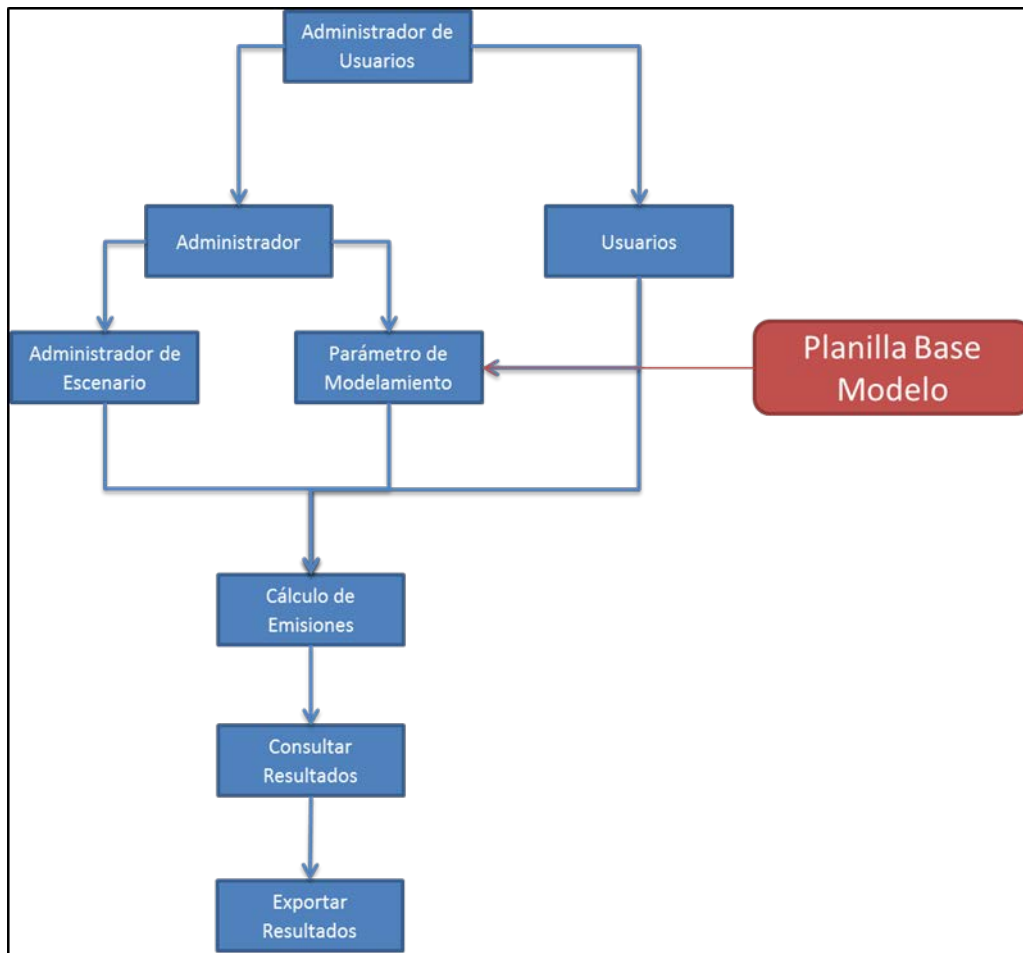 Administrador de
Usuarios
Administrador
Usuarios
Administrador de
Escenario
Parámetro de
Modelamiento
Planilla Base
Modelo
Cálculo de
Emisiones
Consultar
Resultados
Exportar
Resultados